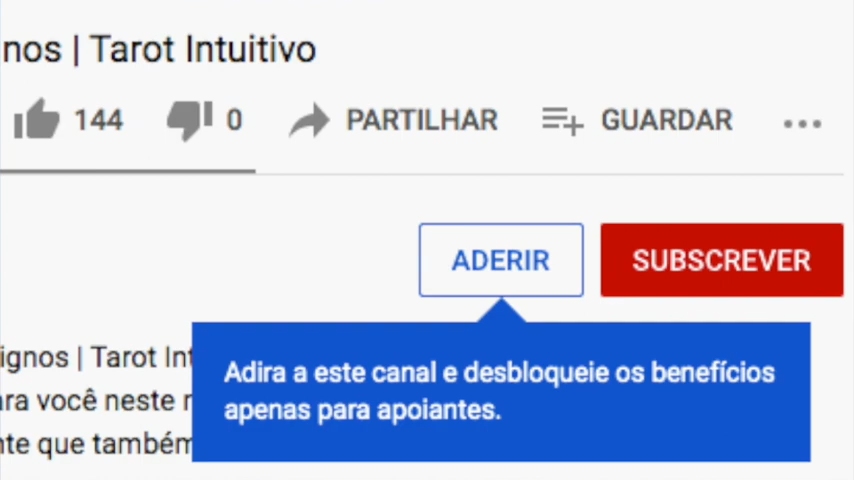 nos | Tarot Intuitivo
144 0 PARTILHAR GUARDAR
ADERIR SUBSCREVER
ignos | Tarot Int
Adira a este canal e desbloqueie os benefícios
ara você neste
apenas para apoiantes.
nte que também